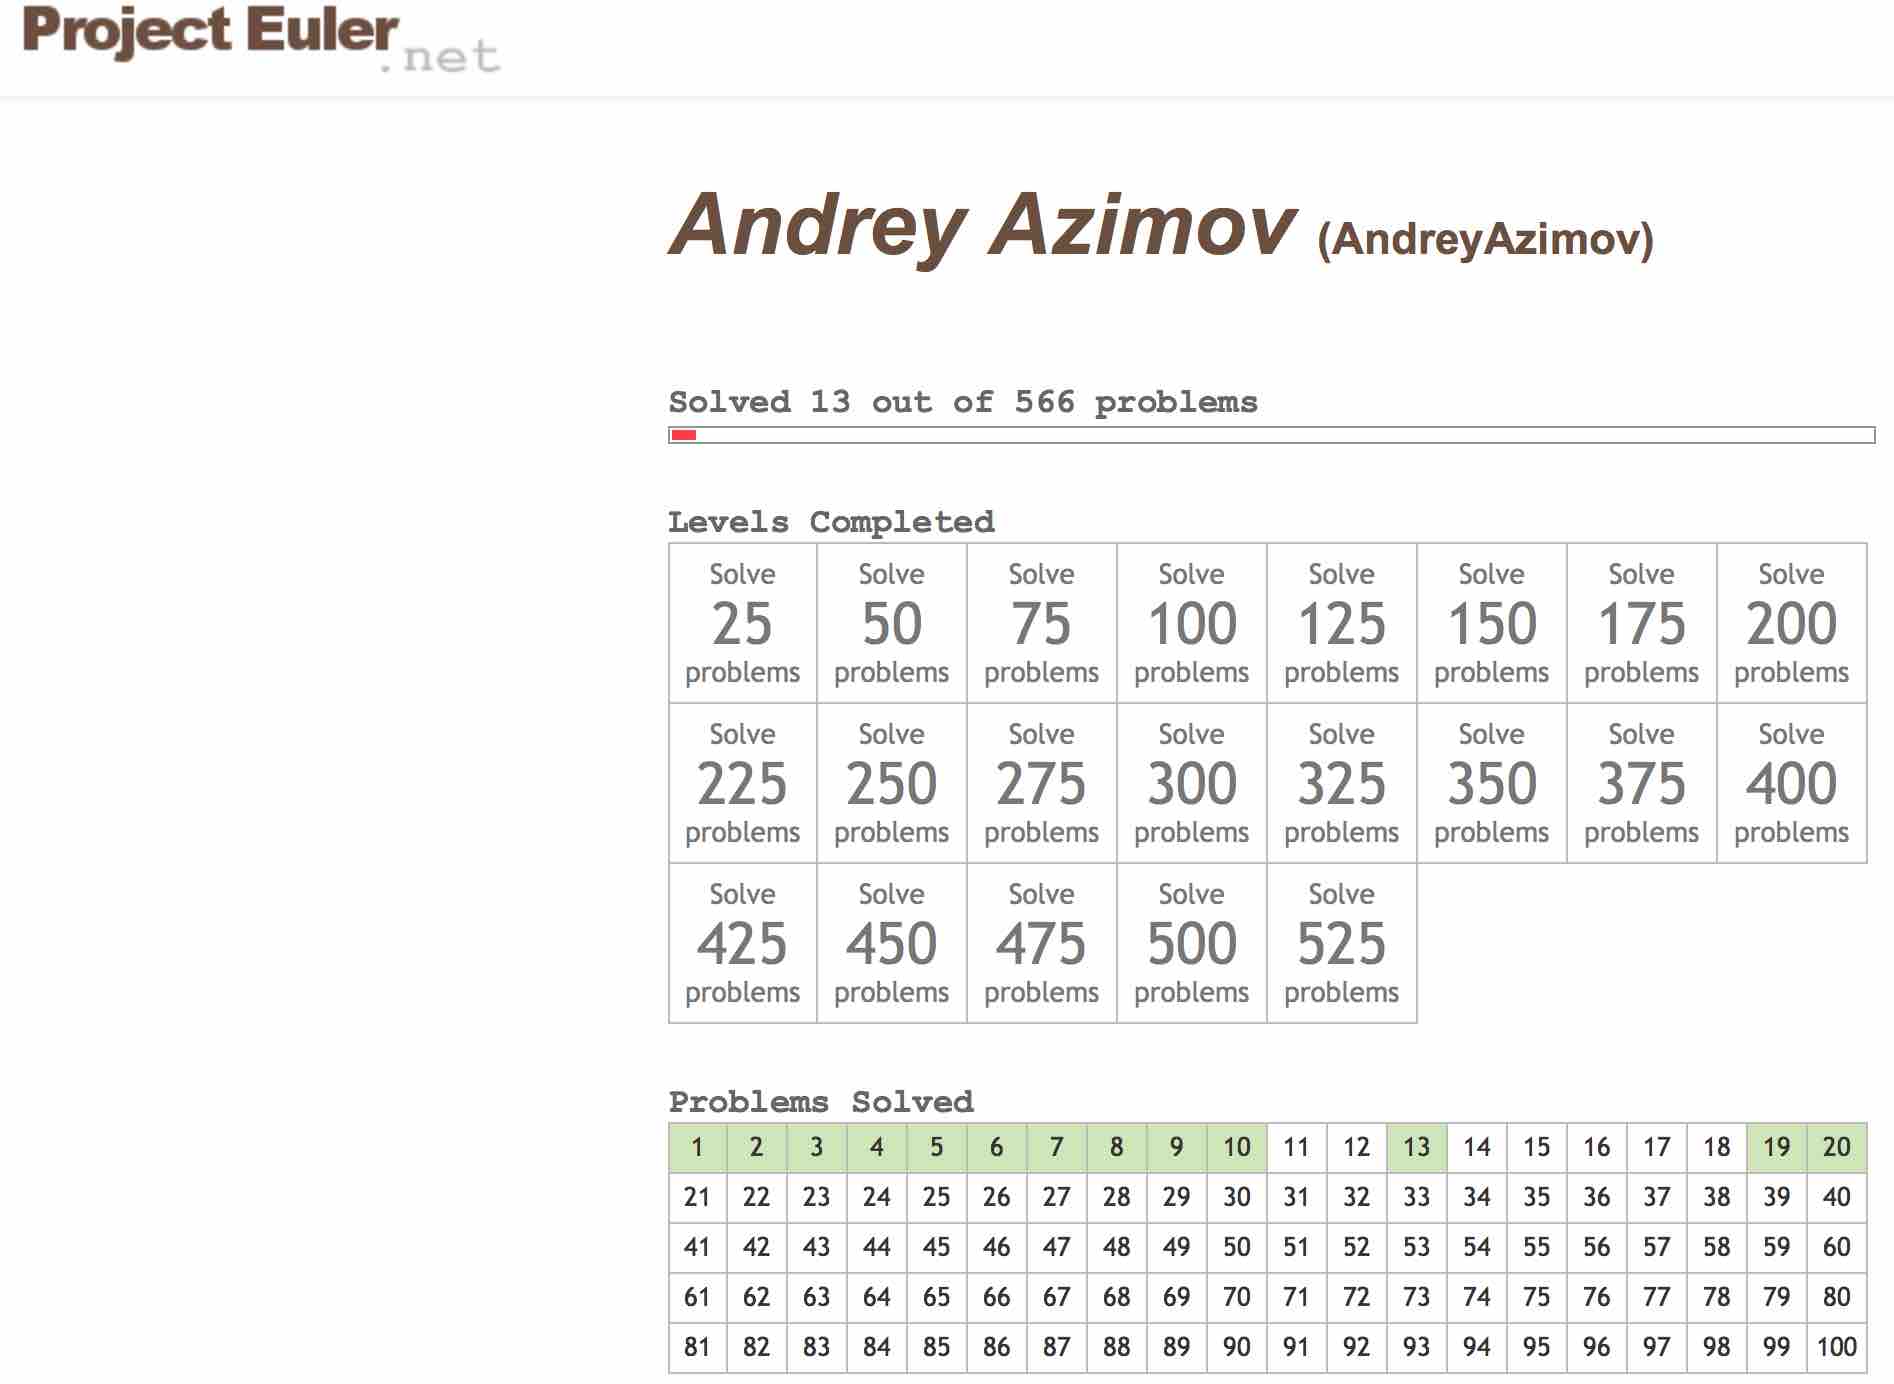 Project Euler.net
Andrey Azimov (AndreyAzimov)
Solved 13 out of 566 problems
Levels Completed
Solve Solve Solve Solve Solve Solve Solve Solve
25 50 75 100 125 150 175 200
problems problems problems problems problems problems problems problems
Solve Solve Solve Solve Solve Solve Solve Solve
225 250 275 300 325 350 375 400
problems problems problems problems problems problems problems problems
Solve Solve Solve Solve Solve
425 450 475 500 525
problems problems problems problems problems
Problems Solved
1 2 3 4 5 6 7 8 9 10 11 12 13 14 15 16 17 18 19 20
21 22 23 24 25 26 27 28 29 30 31 32 33 34 35 36 37 38 39 40
41 42 43 44 45 46 47 48 49 50 51 52 53 54 55 56 57 58 59 60
61 62 63 64 65 66 67 68 69 70 71 72 73 74 75 76 77 78 79 80
81 82 83 84 85 86 87 88 89 90 91 92 93 94 95 96 97 98 99 100